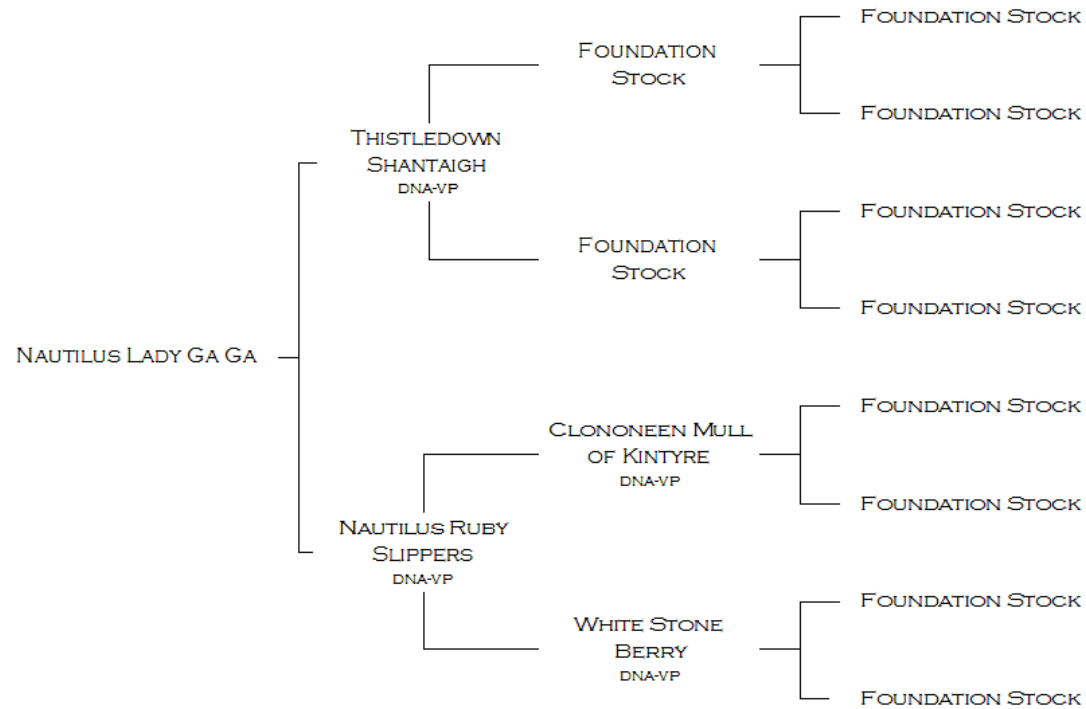 Foundation Stock
Foundation
Stock
Foundation Stock
Thistledown
Shantaigh
DNA-VP
Foundation Stock
Foundation
Stock
Foundation Stock
Nautilus Lady Ga Ga
Foundation Stock
Clononeen Mull
of Kintyre
DNA-VP
Foundation Stock
Nautilus Ruby
Slippers
DNA-VP
Foundation Stock
White Stone
Berry
DNA-VP
Foundation Stock